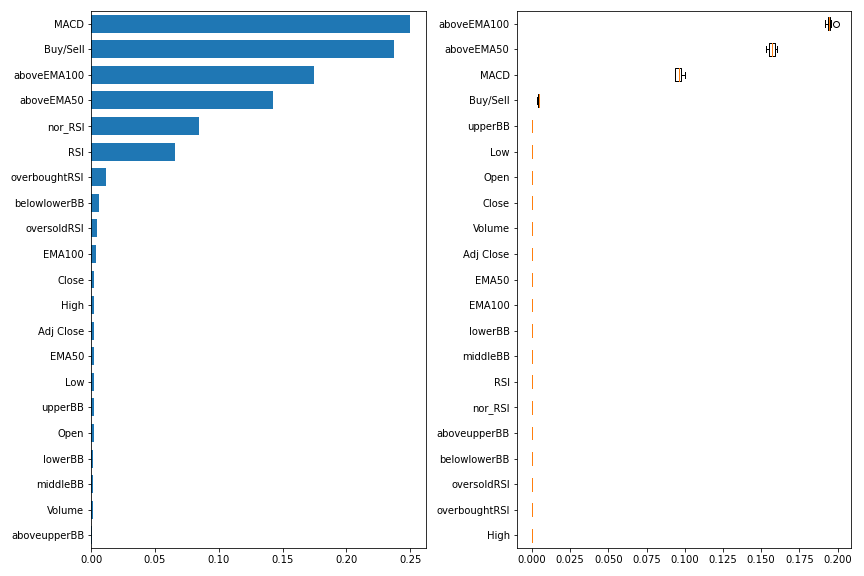 MACD
Buy/Sell
aboveEMA100
aboveEMA50
nor_RSI
RSI
overboughtRSI
belowlowerBB
oversoldRSI
EMA100
Close
High
Adj Close
EMA50
Low
upperBB
Open
lowerBB
middleBB
Volume
aboveupperBB
0.00 0.05 0.10 0.15 0.20 0.25
aboveEMA100
aboveEMA50
MACD
Buy/Sell
upperBB
Low
Open
Close
Volume
Adj Close
EMA50
EMA100
lowerBB
middleBB
RSI
nor_RSI
aboveupperBB
belowlowerBB
oversoldRSI
overboughtRSI
High
0.000 0.025 0.050 0.075 0.100 0.125 0.150 0.175 0.200